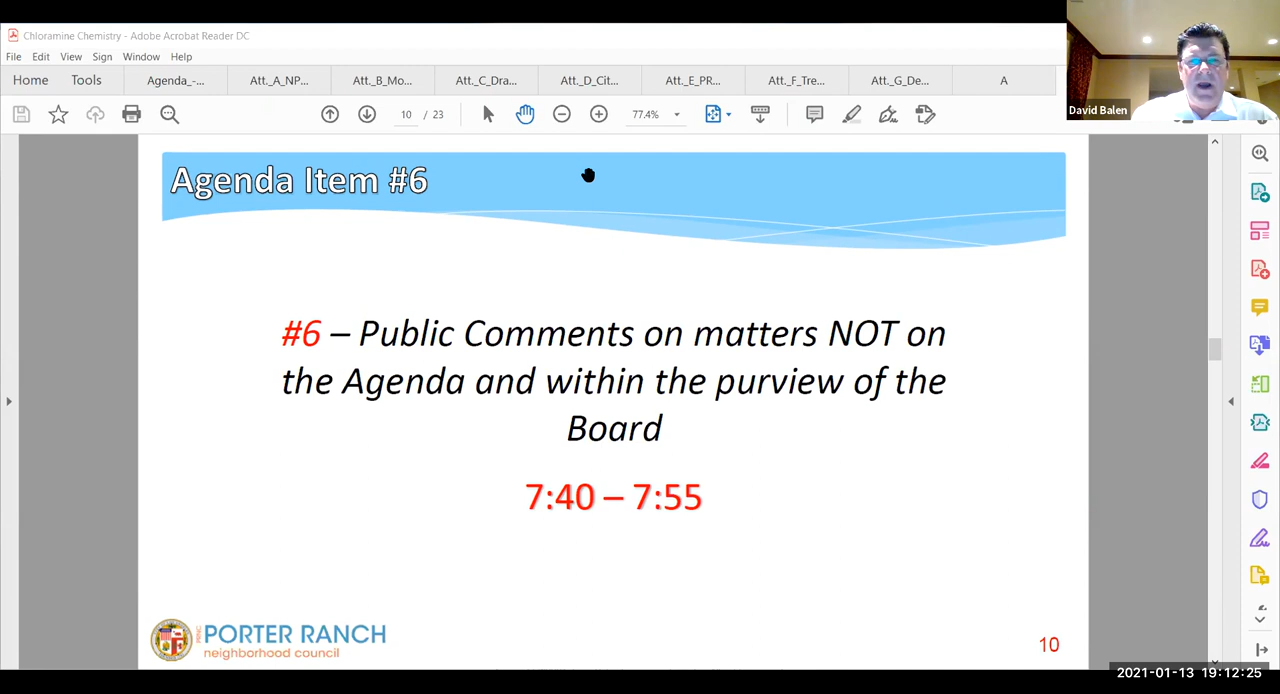 Chloramine Chemistry - Adobe Acrobat Reader DC
File Edit View Sign Window Help
Home Tools Agenda_-... Att._A_NP... Att._B_Mo... Att._C_Dra... Att._D_Cit... Att._E_PR... Att._F_Tre... Att._G_De... A
10 / 23 77.4%
David Balen
Agenda Item #6
#6 – Public Comments on matters NOT on
the Agenda and within the purview of the
Board
7:40 – 7:55
PRNC PORTER RANCH
neighborhood council
10
2021-01-13 19:12:25